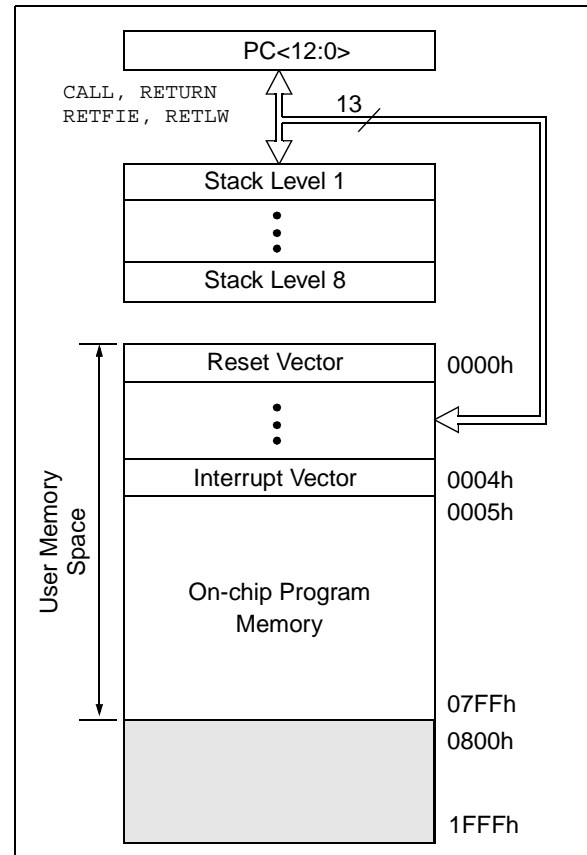 PC<12:0>
CALL, RETURN
RETFIE, RETLW
13
Stack Level 1
Stack Level 8
Reset Vector
0000h
Interrupt Vector
0004h
0005h
User Memory
Space
On-chip Program
Memory
07FFh
0800h
1FFFh